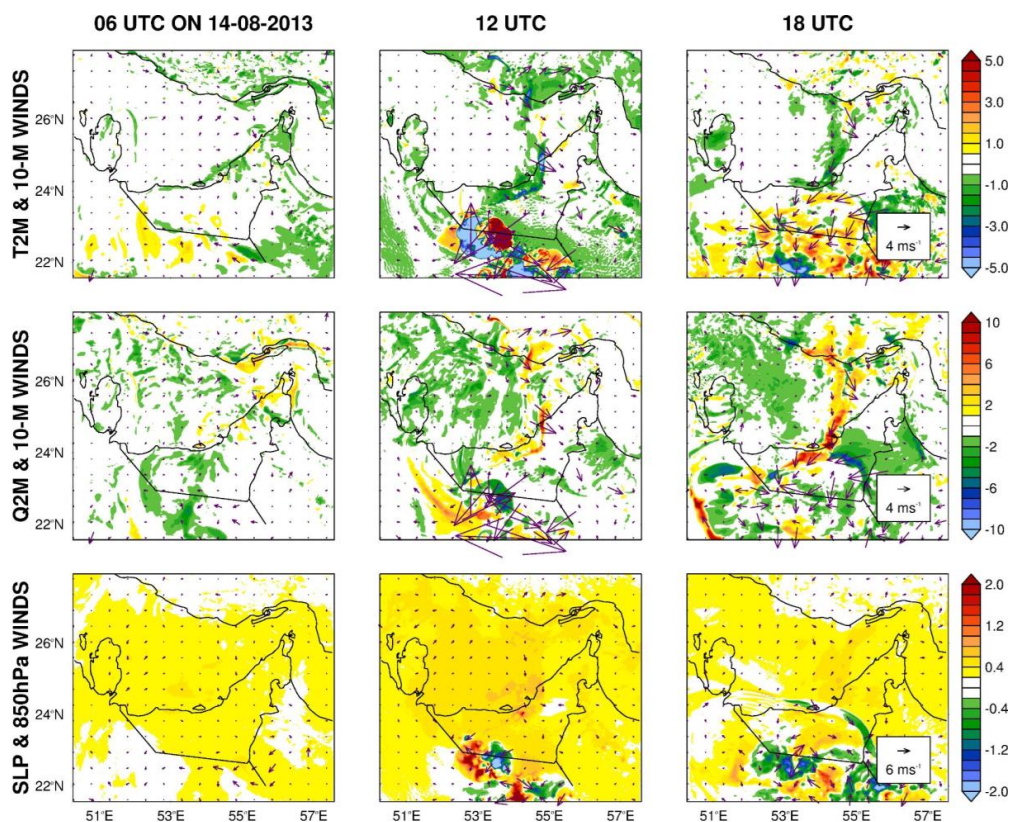 06 UTC ON 14-08-2013 12 UTC 18 UTC
T2M & 10-M WINDS
26°N
24°N
22°N
5.0
3.0
1.0
-1.0
-3.0
-5.0
4 ms⁻¹
Q2M & 10-M WINDS
26°N
24°N
22°N
10
6
2
-2
-6
-10
4 ms⁻¹
SLP & 850hPa WINDS
26°N
24°N
22°N
2.0
1.2
0.4
-0.4
-1.2
-2.0
6 ms⁻¹
51°E 53°E 55°E 57°E 51°E 53°E 55°E 57°E 51°E 53°E 55°E 57°E